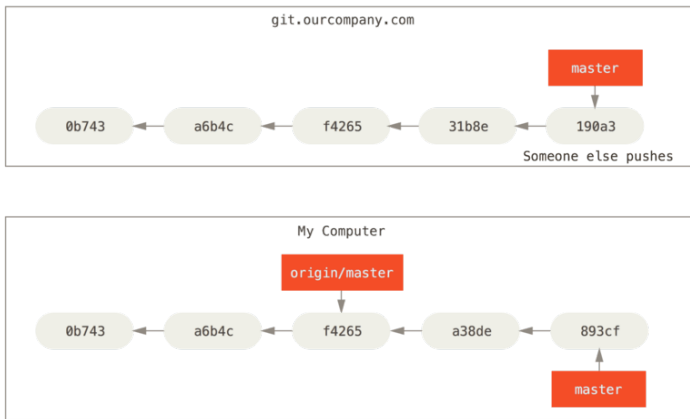 git.ourcompany.com
master
0b743 a6b4c f4265 31b8e 190a3
Someone else pushes
My Computer
origin/master
0b743 a6b4c f4265 a38de 893cf
master